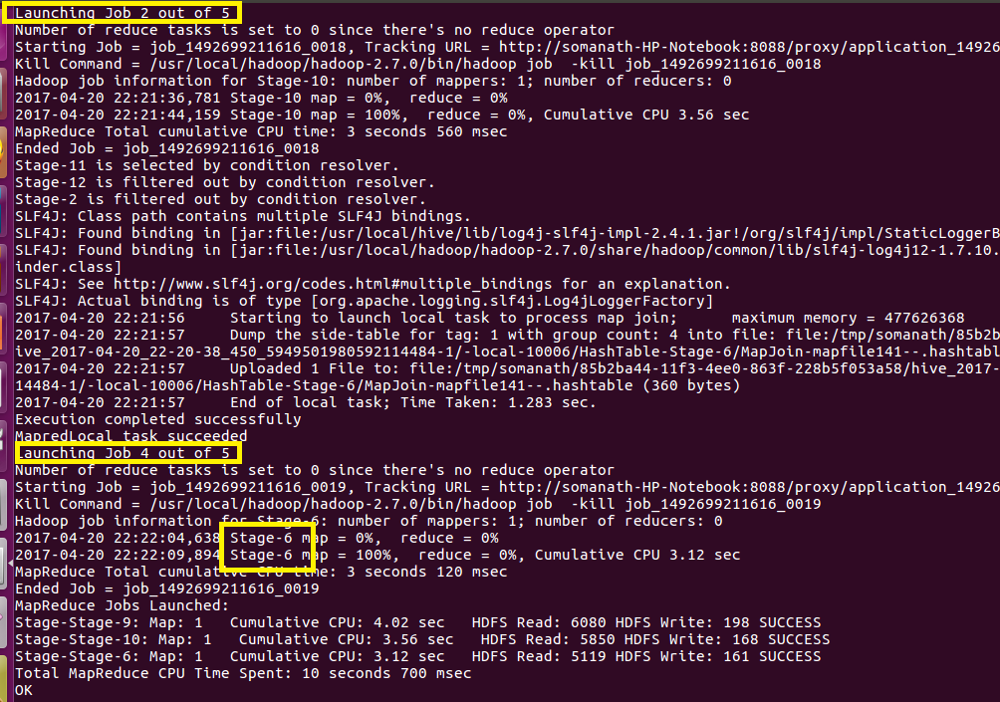 Launching Job 2 out of 5
Number of reduce tasks is set to 0 since there's no reduce operator
Starting Job = job_1492699211616_0018, Tracking URL = http://somanath-HP-Notebook:8088/proxy/application_14926
Kill Command = /usr/local/hadoop/hadoop-2.7.0/bin/hadoop job  -kill job_1492699211616_0018
Hadoop job information for Stage-10: number of mappers: 1; number of reducers: 0
2017-04-20 22:21:36,781 Stage-10 map = 0%,  reduce = 0%
2017-04-20 22:21:44,159 Stage-10 map = 100%,  reduce = 0%, Cumulative CPU 3.56 sec
MapReduce Total cumulative CPU time: 3 seconds 560 msec
Ended Job = job_1492699211616_0018
Stage-11 is selected by condition resolver.
Stage-12 is filtered out by condition resolver.
Stage-2 is filtered out by condition resolver.
SLF4J: Class path contains multiple SLF4J bindings.
SLF4J: Found binding in [jar:file:/usr/local/hive/lib/log4j-slf4j-impl-2.4.1.jar!/org/slf4j/impl/StaticLoggerB
SLF4J: Found binding in [jar:file:/usr/local/hadoop/hadoop-2.7.0/share/hadoop/common/lib/slf4j-log4j12-1.7.10.
inder.class]
SLF4J: See http://www.slf4j.org/codes.html#multiple_bindings for an explanation.
SLF4J: Actual binding is of type [org.apache.logging.slf4j.Log4jLoggerFactory]
2017-04-20 22:21:56     Starting to launch local task to process map join;      maximum memory = 477626368
2017-04-20 22:21:57     Dump the side-table for tag: 1 with group count: 4 into file: file:/tmp/somanath/85b2b
ive_2017-04-20_22-20-38_450_5949501980592114484-1/-local-10006/HashTable-Stage-6/MapJoin-mapfile141--.hashtabl
2017-04-20 22:21:57     Uploaded 1 File to: file:/tmp/somanath/85b2ba44-11f3-4ee0-863f-228b5f053a58/hive_2017-
14484-1/-local-10006/HashTable-Stage-6/MapJoin-mapfile141--.hashtable (360 bytes)
2017-04-20 22:21:57     End of local task; Time Taken: 1.283 sec.
Execution completed successfully
MapredLocal task succeeded
Launching Job 4 out of 5
Number of reduce tasks is set to 0 since there's no reduce operator
Starting Job = job_1492699211616_0019, Tracking URL = http://somanath-HP-Notebook:8088/proxy/application_14926
Kill Command = /usr/local/hadoop/hadoop-2.7.0/bin/hadoop job  -kill job_1492699211616_0019
Hadoop job information for Stage-6: number of mappers: 1; number of reducers: 0
2017-04-20 22:22:04,638 Stage-6 map = 0%,  reduce = 0%
2017-04-20 22:22:09,894 Stage-6 map = 100%,  reduce = 0%, Cumulative CPU 3.12 sec
MapReduce Total cumulative CPU time: 3 seconds 120 msec
Ended Job = job_1492699211616_0019
MapReduce Jobs Launched:
Stage-Stage-9: Map: 1   Cumulative CPU: 4.02 sec   HDFS Read: 6080 HDFS Write: 198 SUCCESS
Stage-Stage-10: Map: 1   Cumulative CPU: 3.56 sec   HDFS Read: 5850 HDFS Write: 168 SUCCESS
Stage-Stage-6: Map: 1   Cumulative CPU: 3.12 sec   HDFS Read: 5119 HDFS Write: 161 SUCCESS
Total MapReduce CPU Time Spent: 10 seconds 700 msec
OK